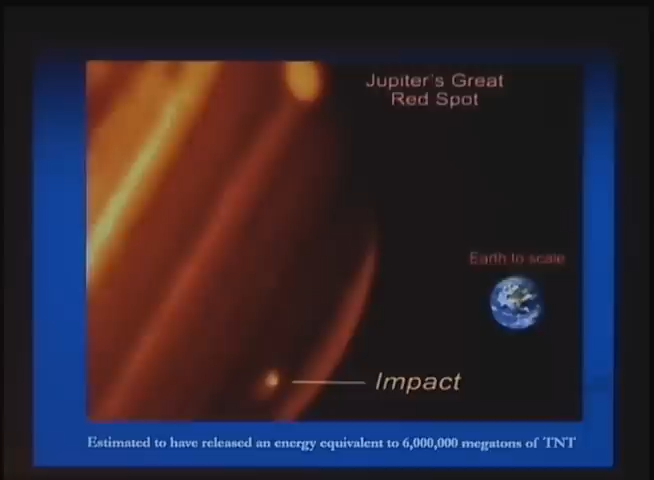 Jupiter's Great
Red Spot
Earth to scale
Impact
Estimated to have released an energy equivalent to 6,000,000 megatons of TNT